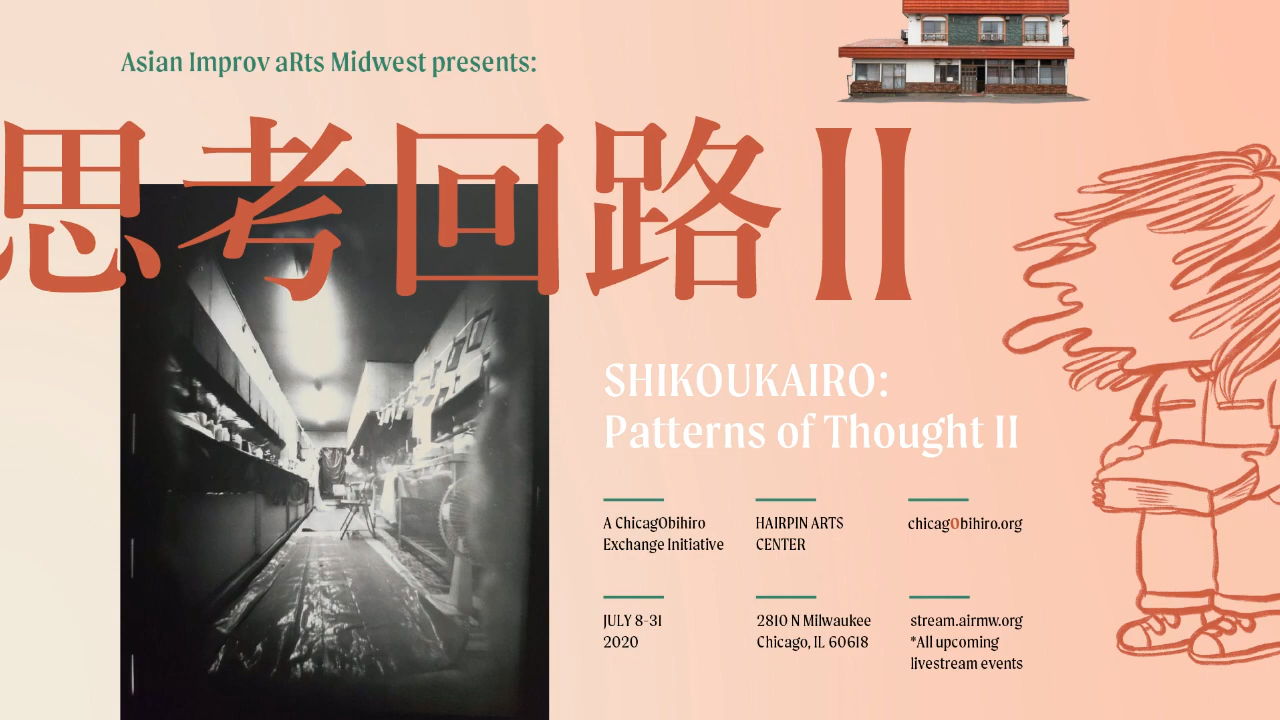 Asian Improv aRts Midwest presents:
思考回路II
SHIKOUKAIRO:
Patterns of Thought II
A ChicagObihiro
Exchange Initiative
HAIRPIN ARTS
CENTER
chicagObihiro.org
JULY 8-31
2020
2810 N Milwaukee
Chicago, IL 60618
stream.airmw.org
*All upcoming
livestream events